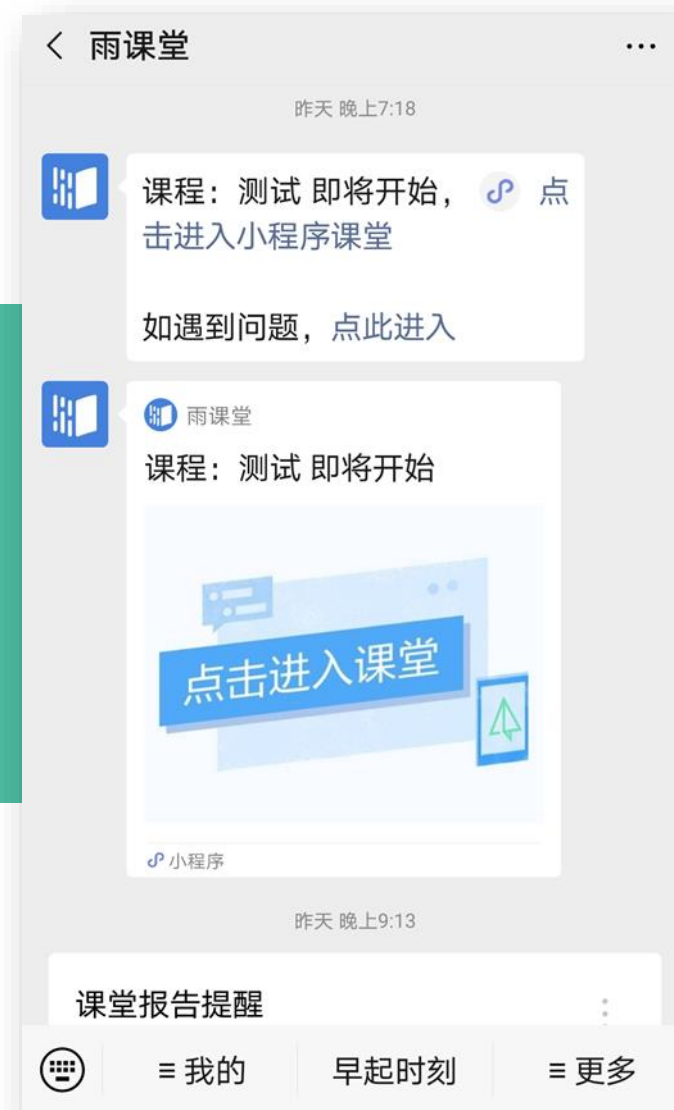 雨课堂
昨天 晚上7:18
课程：测试 即将开始， 点
击进入小程序课堂
如遇到问题，点此进入
雨课堂
课程：测试 即将开始
点击进入课堂
小程序
昨天 晚上9:13
课堂报告提醒
我的
早起时刻
更多